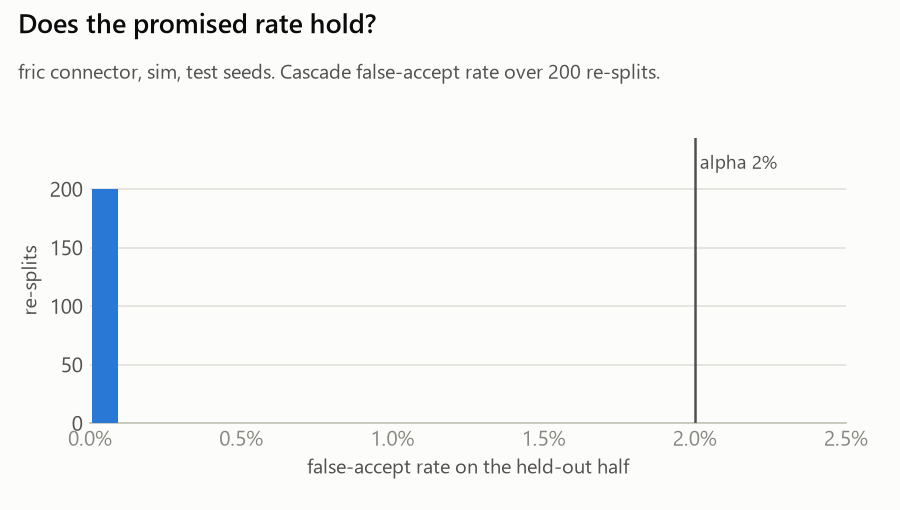 Does the promised rate hold?
fric connector, sim, test seeds. Cascade false-accept rate over 200 re-splits.
alpha 2%
200
150
100
50
0
re-splits
0.0% 0.5% 1.0% 1.5% 2.0% 2.5%
false-accept rate on the held-out half